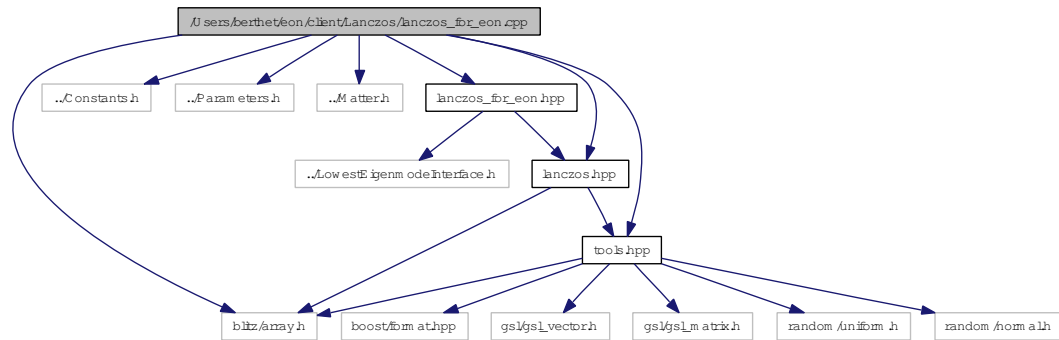 /Users/berthet/eon/client/Lanczos/lanczos_for_eon.cpp
../Constants.h
../Parameters.h
../Matter.h
lanczos_for_eon.hpp
../LowestEigenmodeInterface.h
lanczos.hpp
tools.hpp
blitz/array.h
boost/format.hpp
gsl/gsl_vector.h
gsl/gsl_matrix.h
random/uniform.h
random/normal.h